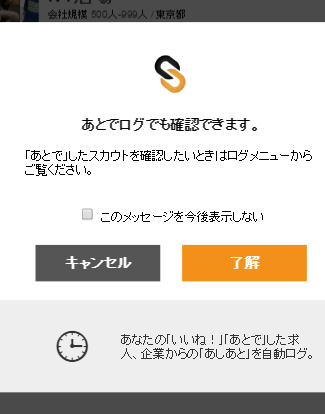 会社規模 500人-999人 / 東京都
あとでログでも確認できます。
「あとで」したスカウトを確認したいときはログメニューから
ご覧ください。
このメッセージを今後表示しない
キャンセル
了解
あなたの「いいね！」「あとで」した求
人、企業からの「あしあと」を自動ログ。